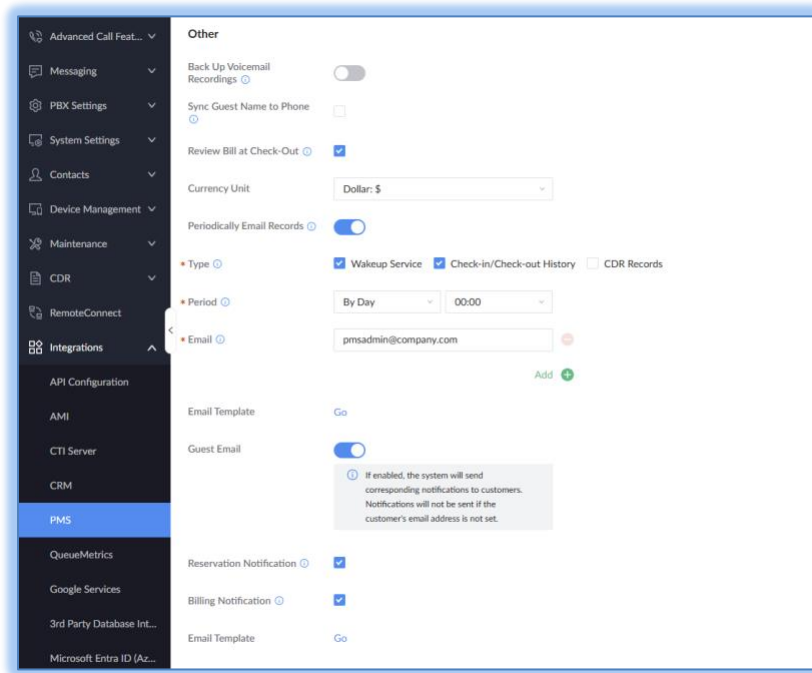 Advanced Call Feat...
Messaging
PBX Settings
System Settings
Contacts
Device Management
Maintenance
CDR
RemoteConnect
Integrations
API Configuration
AMI
CTI Server
CRM
PMS
QueueMetrics
Google Services
3rd Party Database Int...
Microsoft Entra ID (Az...
Other
Back Up Voicemail
Recordings
Sync Guest Name to Phone
Review Bill at Check-Out
Currency Unit
Dollar: $
Periodically Email Records
* Type
Wakeup Service
Check-in/Check-out History
CDR Records
* Period
By Day
00:00
* Email
pmsadmin@company.com
Add
Email Template
Go
Guest Email
If enabled, the system will send
corresponding notifications to customers.
Notifications will not be sent if the
customer's email address is not set.
Reservation Notification
Billing Notification
Email Template
Go